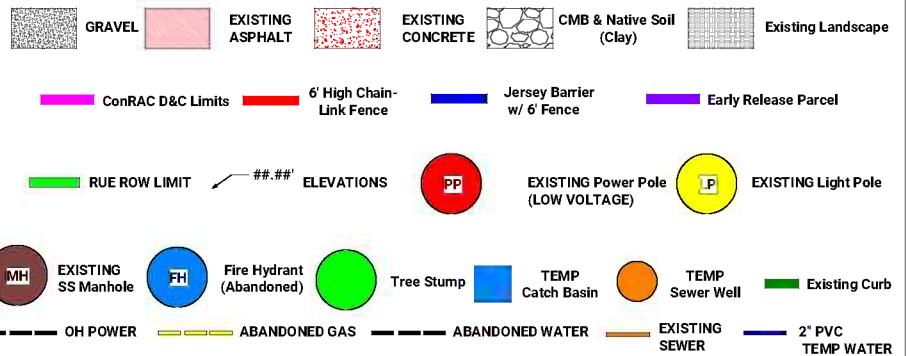 GRAVEL
EXISTING
ASPHALT
EXISTING
CONCRETE
CMB & Native Soil
(Clay)
Existing Landscape
ConRAC D&C Limits
6' High Chain-
Link Fence
Jersey Barrier
w/ 6' Fence
Early Release Parcel
RUE ROW LIMIT
##.##'
ELEVATIONS
PP
EXISTING Power Pole
(LOW VOLTAGE)
LP
EXISTING Light Pole
MH
EXISTING
SS Manhole
FH
Fire Hydrant
(Abandoned)
Tree Stump
TEMP
Catch Basin
TEMP
Sewer Well
Existing Curb
OH POWER
ABANDONED GAS
ABANDONED WATER
EXISTING
SEWER
2" PVC
TEMP WATER